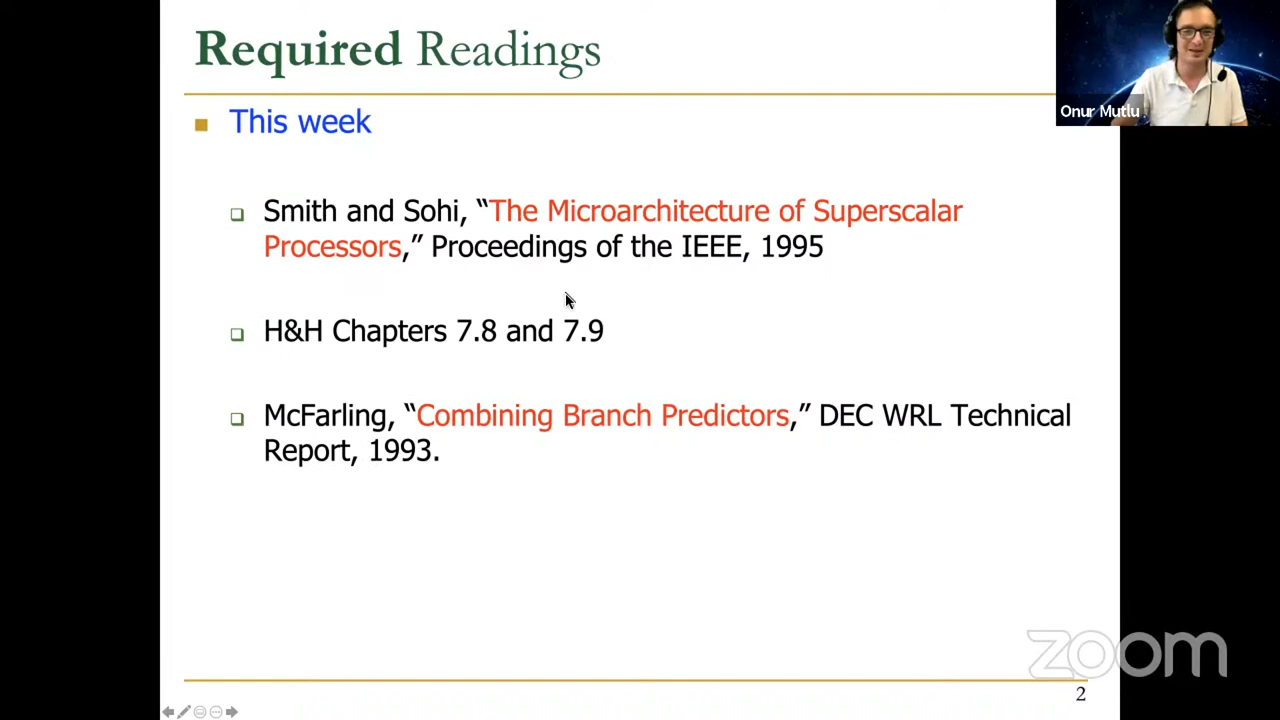 Required Readings
Onur Mutlu
This week
Smith and Sohi, “The Microarchitecture of Superscalar
Processors,” Proceedings of the IEEE, 1995
H&H Chapters 7.8 and 7.9
McFarling, “Combining Branch Predictors,” DEC WRL Technical
Report, 1993.
zoom
2